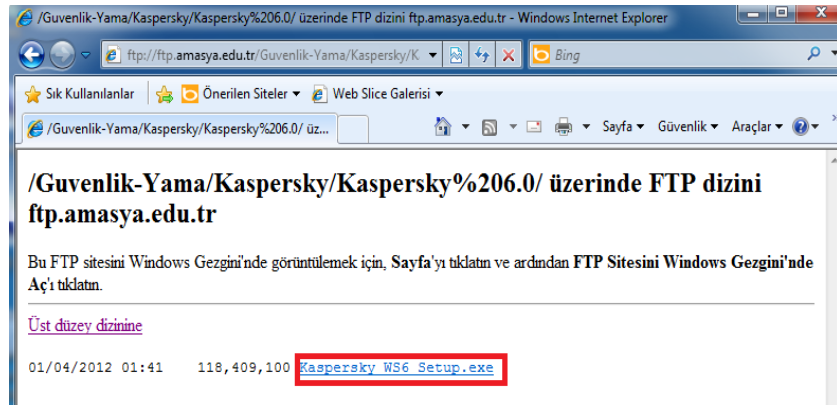 /Guvenlik-Yama/Kaspersky/Kaspersky%206.0/ üzerinde FTP dizini ftp.amasya.edu.tr - Windows Internet Explorer
ftp://ftp.amasya.edu.tr/Guvenlik-Yama/Kaspersky/K
Bing
Sık Kullanılanlar Önerilen Siteler Web Slice Galerisi
/Guvenlik-Yama/Kaspersky/Kaspersky%206.0/ üz... Sayfa Güvenlik Araçlar
/Guvenlik-Yama/Kaspersky/Kaspersky%206.0/ üzerinde FTP dizini
ftp.amasya.edu.tr
Bu FTP sitesini Windows Gezgini'nde görüntülemek için, Sayfa'yı tıklatın ve ardından FTP Sitesini Windows Gezgini'nde
Aç'ı tıklatın.
Üst düzey dizinine
01/04/2012 01:41 118,409,100 Kaspersky WS6 Setup.exe